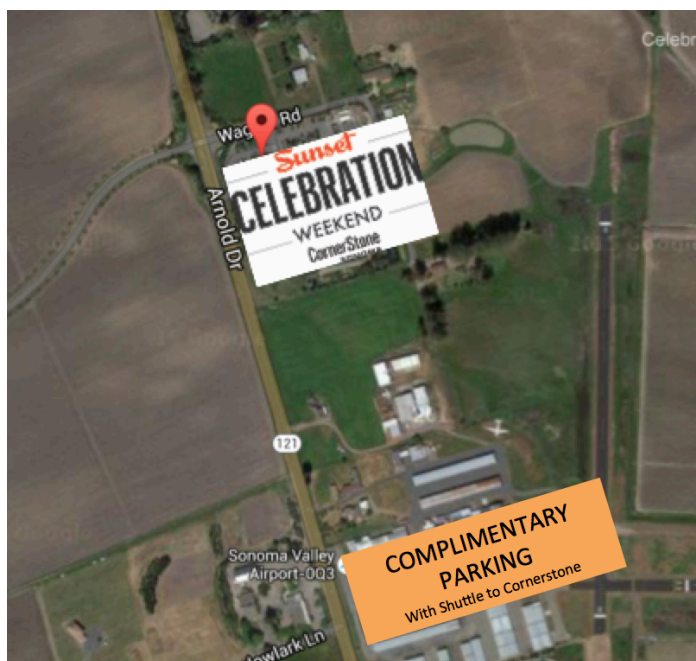 Celebr
Wag Rd
Sunset
CELEBRATION
WEEKEND
CornerStone
Arnold Dr
121
COMPLIMENTARY
PARKING
With Shuttle to Cornerstone
Sonoma Valley
Airport-0Q3
wlark Ln